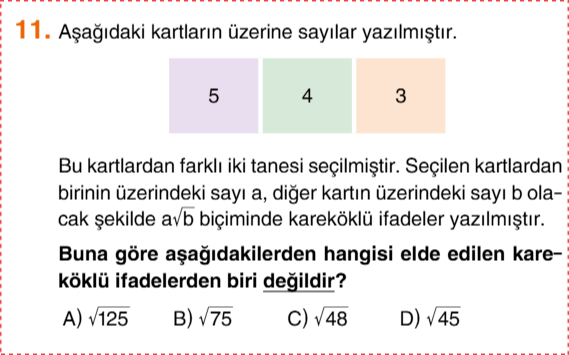 11. Aşağıdaki kartların üzerine sayılar yazılmıştır.
5 4 3
Bu kartlardan farklı iki tanesi seçilmiştir. Seçilen kartlardan
birinin üzerindeki sayı a, diğer kartın üzerindeki sayı b ola-
cak şekilde a√b biçiminde kareköklü ifadeler yazılmıştır.
Buna göre aşağıdakilerden hangisi elde edilen kare-
köklü ifadelerden biri değildir?
A) √125 B) √75 C) √48 D) √45